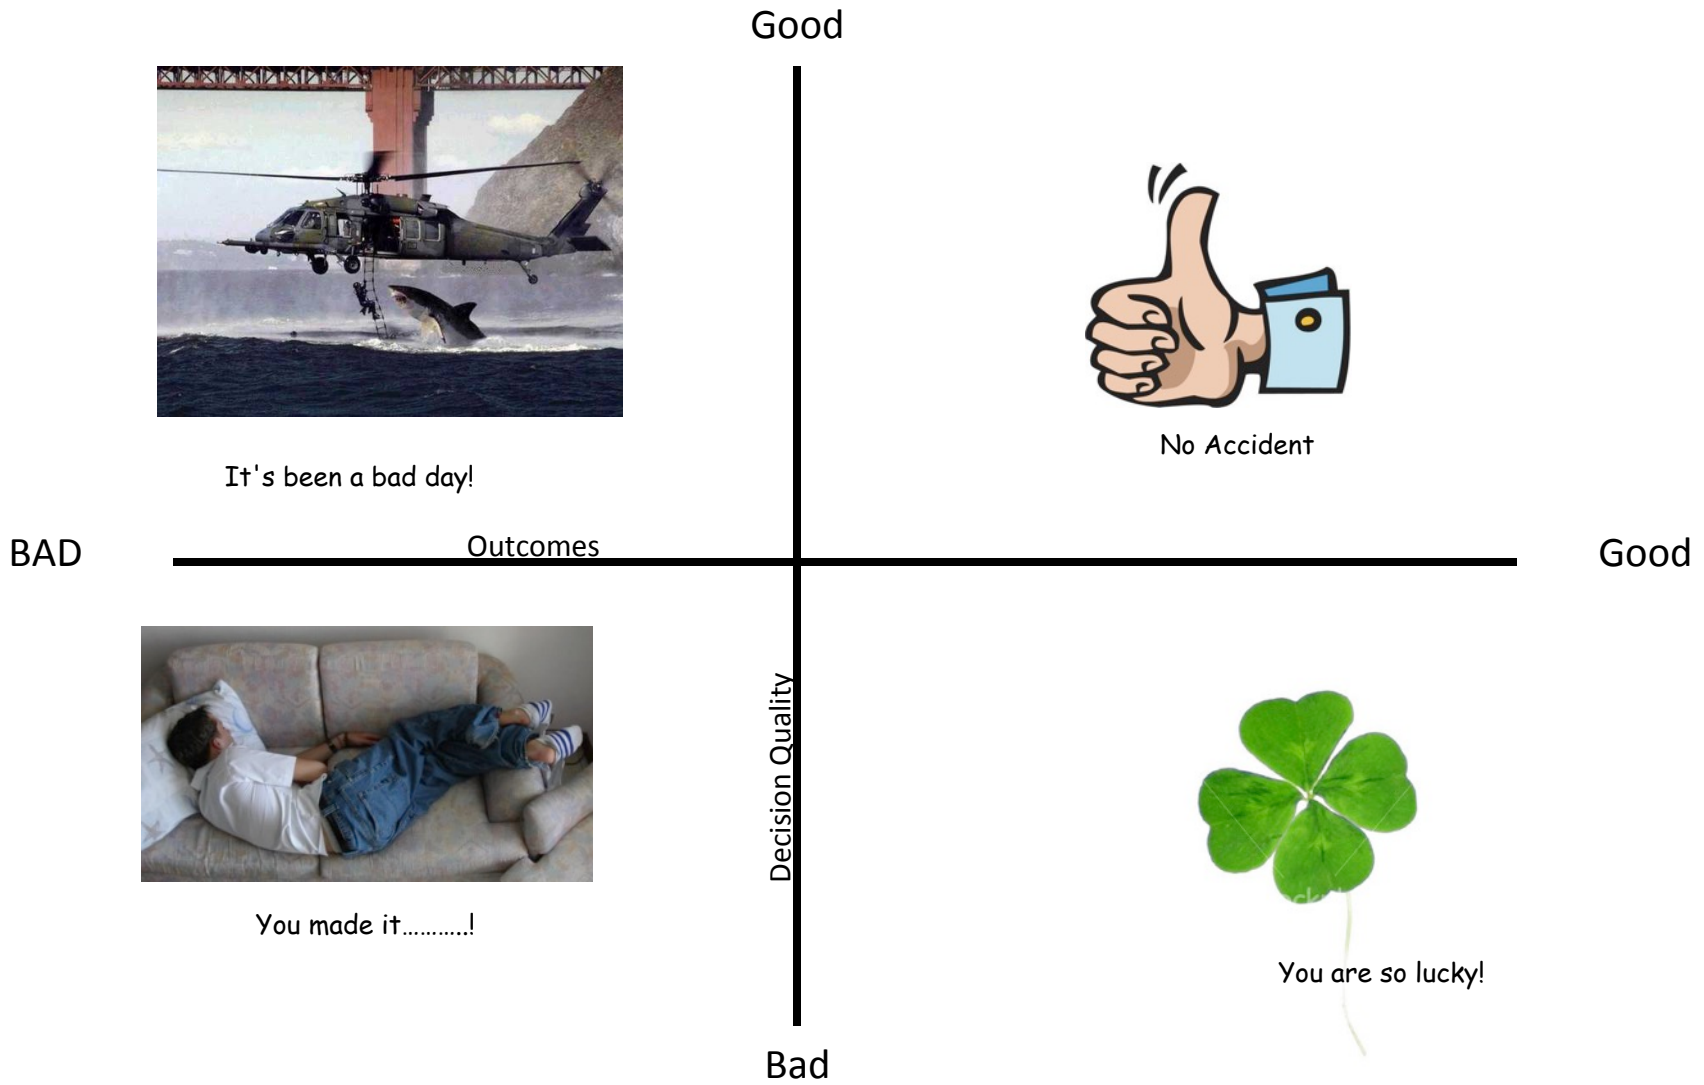 Good
It's been a bad day!
No Accident
BAD
Outcomes
Good
Decision Quality
You made it………..!
You are so lucky!
Bad